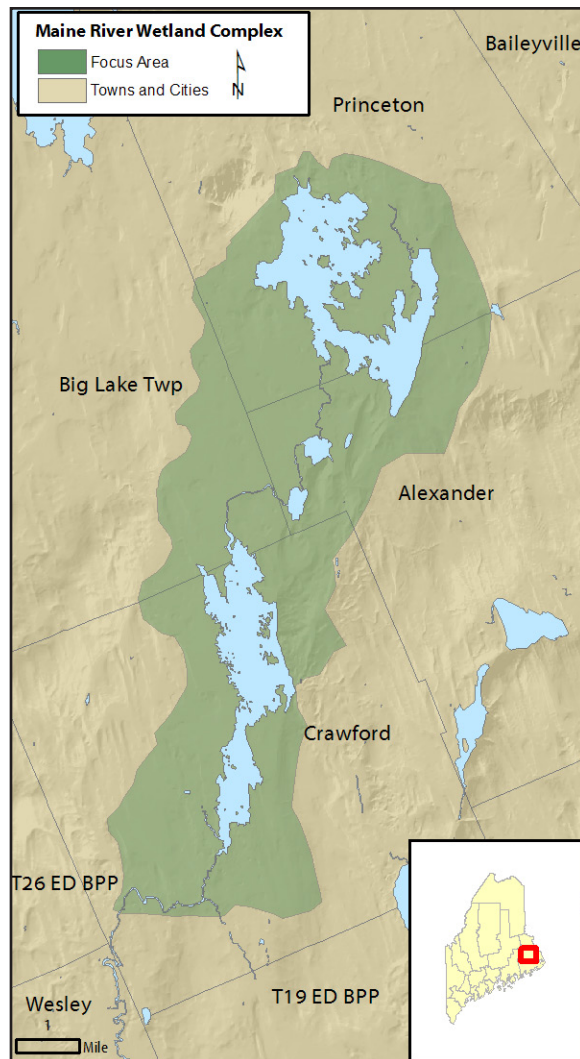 Maine River Wetland Complex
Focus Area
Towns and Cities
N
Baileyville
Princeton
Big Lake Twp
Alexander
Crawford
T26 ED BPP
T19 ED BPP
Wesley
Mile